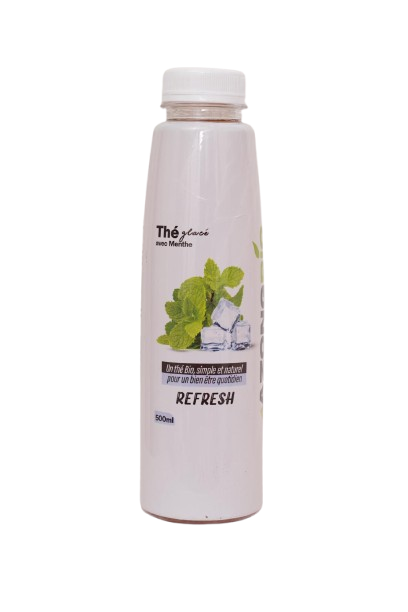 Thé glacé
avec Menthe
Un thé Bio, simple et naturel
pour un bien être quotidien
REFRESH
500ml